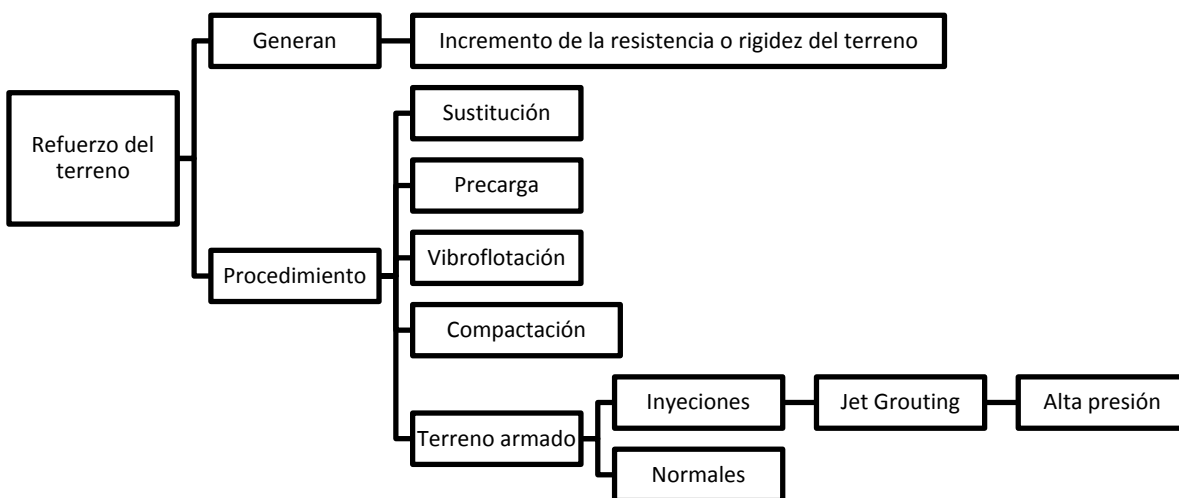 Generan
Incremento de la resistencia o rigidez del terreno
Refuerzo del
terreno
Procedimiento
Sustitución
Precarga
Vibroflotación
Compactación
Terreno armado
Inyeciones
Jet Grouting
Alta presión
Normales